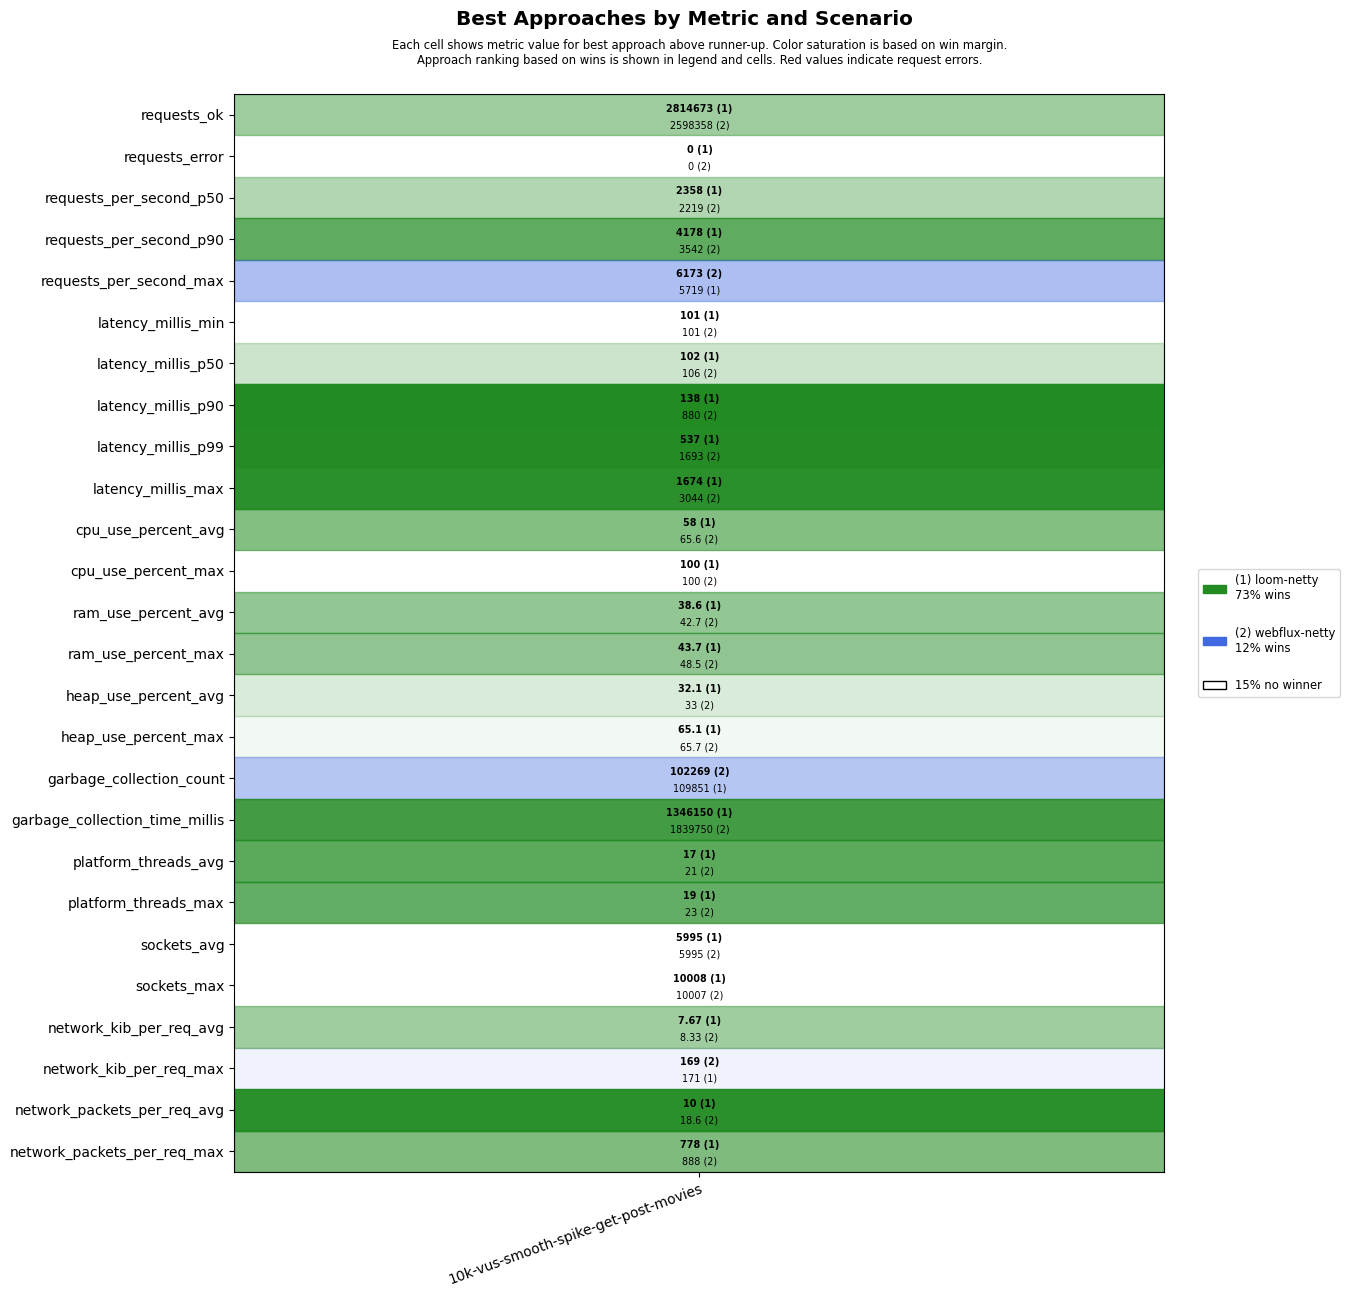 Best Approaches by Metric and Scenario
Each cell shows metric value for best approach above runner-up. Color saturation is based on win margin.
Approach ranking based on wins is shown in legend and cells. Red values indicate request errors.
requests_ok
2814673 (1)
2598358 (2)
requests_error
0 (1)
0 (2)
requests_per_second_p50
2358 (1)
2219 (2)
requests_per_second_p90
4178 (1)
3542 (2)
requests_per_second_max
6173 (2)
5719 (1)
latency_millis_min
101 (1)
101 (2)
latency_millis_p50
102 (1)
106 (2)
latency_millis_p90
138 (1)
880 (2)
latency_millis_p99
537 (1)
1693 (2)
latency_millis_max
1674 (1)
3044 (2)
cpu_use_percent_avg
58 (1)
65.6 (2)
cpu_use_percent_max
100 (1)
100 (2)
ram_use_percent_avg
38.6 (1)
42.7 (2)
ram_use_percent_max
43.7 (1)
48.5 (2)
heap_use_percent_avg
32.1 (1)
33 (2)
heap_use_percent_max
65.1 (1)
65.7 (2)
garbage_collection_count
102269 (2)
109851 (1)
garbage_collection_time_millis
1346150 (1)
1839750 (2)
platform_threads_avg
17 (1)
21 (2)
platform_threads_max
19 (1)
23 (2)
sockets_avg
5995 (1)
5995 (2)
sockets_max
10008 (1)
10007 (2)
network_kib_per_req_avg
7.67 (1)
8.33 (2)
network_kib_per_req_max
169 (2)
171 (1)
network_packets_per_req_avg
10 (1)
18.6 (2)
network_packets_per_req_max
778 (1)
888 (2)
10k-vus-smooth-spike-get-post-movies
(1) loom-netty
73% wins
(2) webflux-netty
12% wins
15% no winner